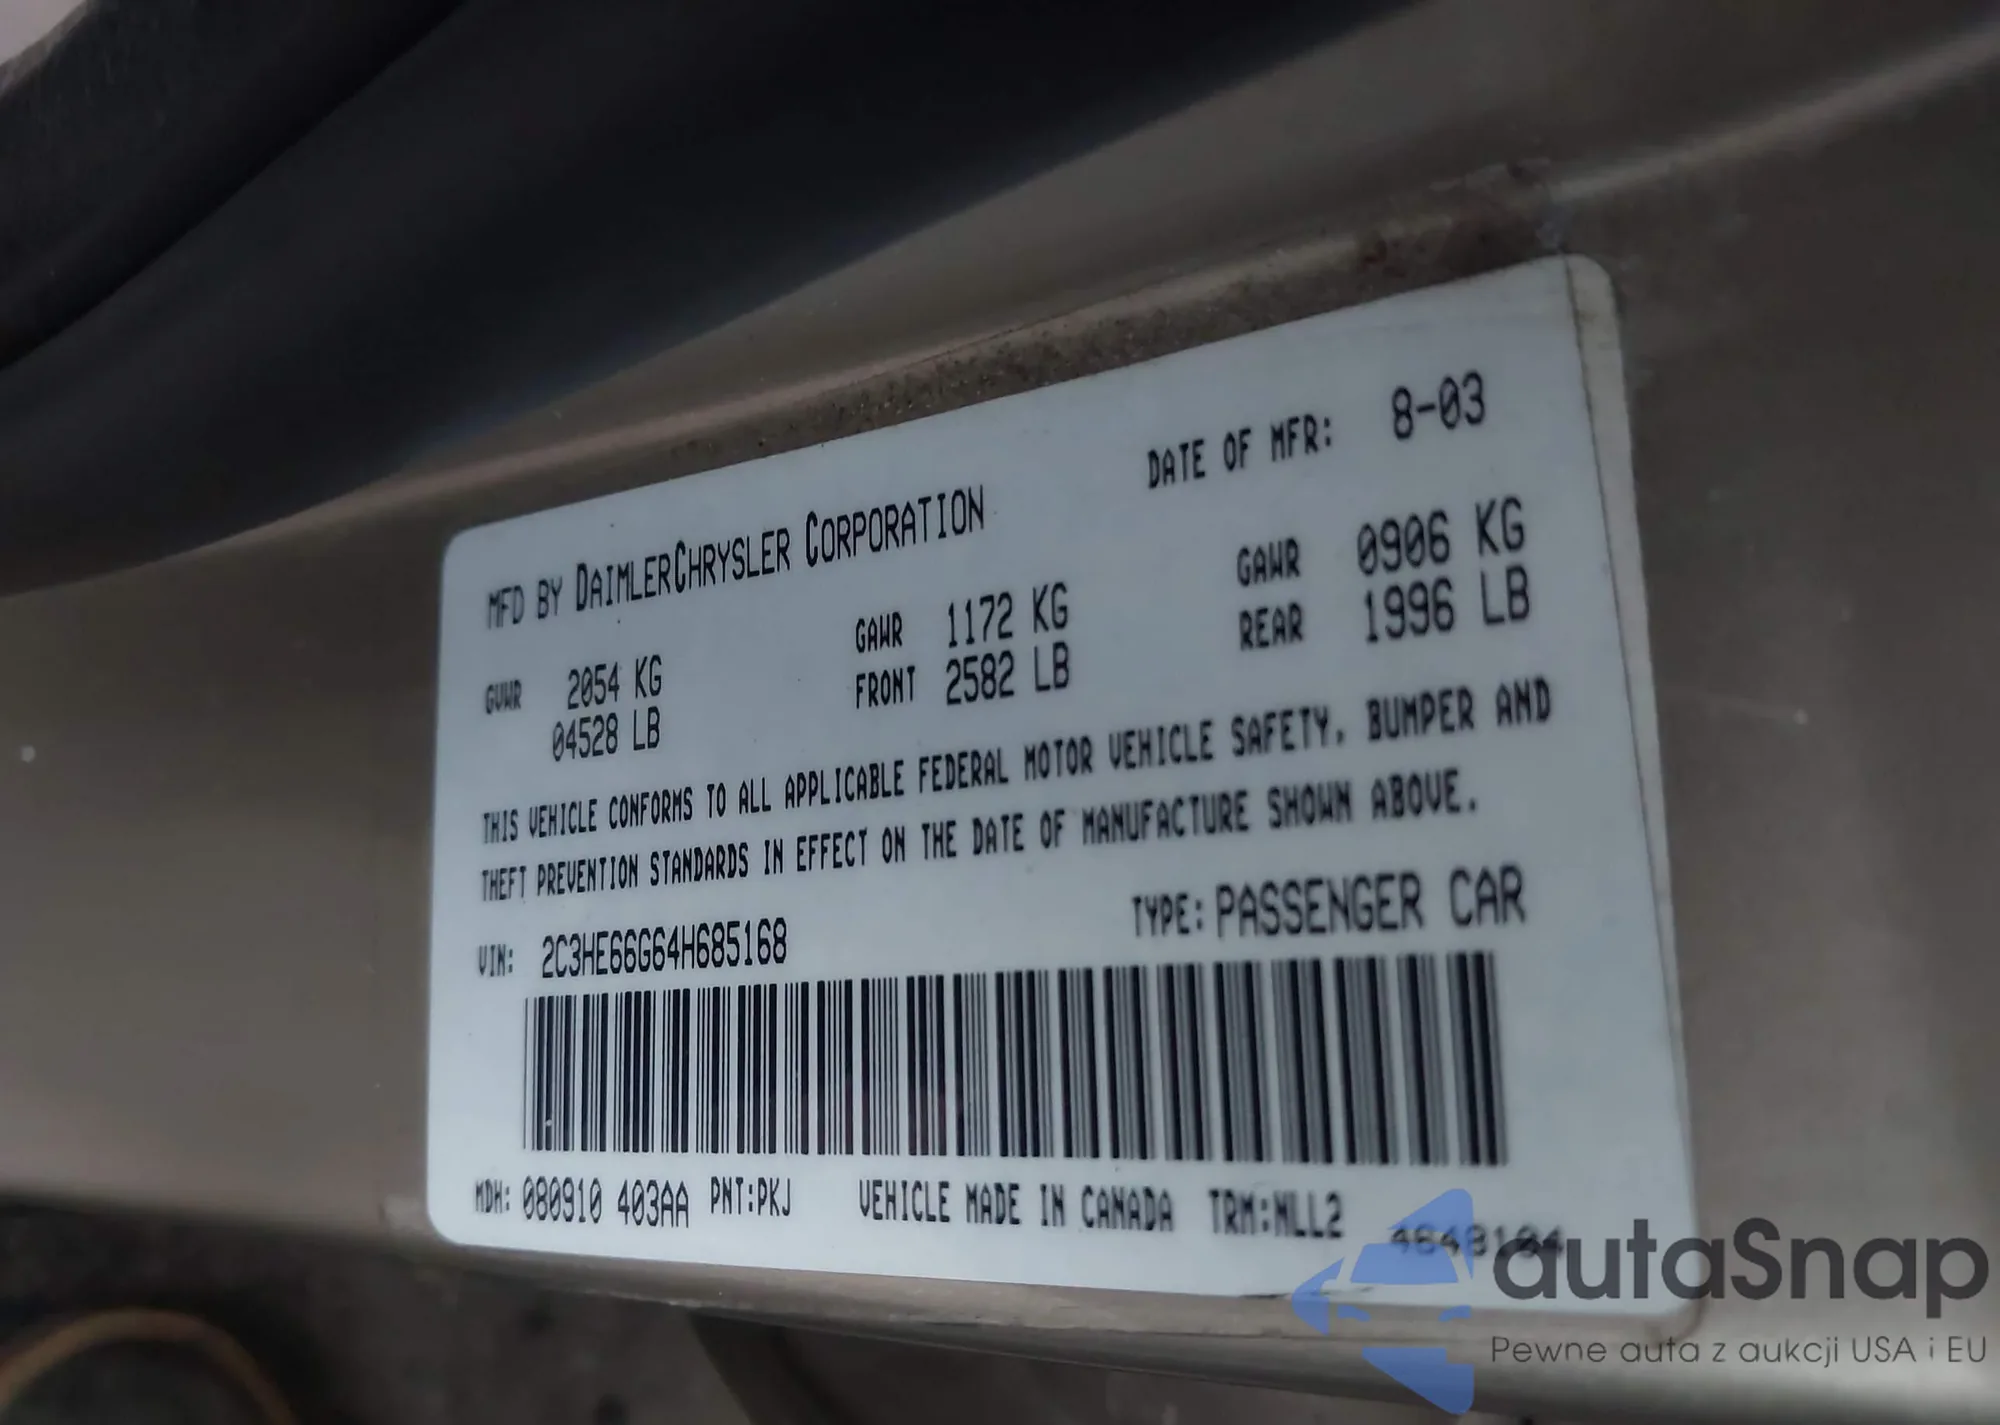 MFD BY DAIMLERCHRYSLER CORPORATION DATE OF MFR: 8-03
GVWR 2054 KG GAWR 1172 KG GAWR 0906 KG
04528 LB FRONT 2582 LB REAR 1996 LB
THIS VEHICLE CONFORMS TO ALL APPLICABLE FEDERAL MOTOR VEHICLE SAFETY, BUMPER AND
THEFT PREVENTION STANDARDS IN EFFECT ON THE DATE OF MANUFACTURE SHOWN ABOVE.
VIN: 2C3HE66G64H685168 TYPE: PASSENGER CAR
MDH: 080910 403AA PNT:PKJ VEHICLE MADE IN CANADA TRM:MLL2
autaSnap
Pewne auta z aukcji USA i EU